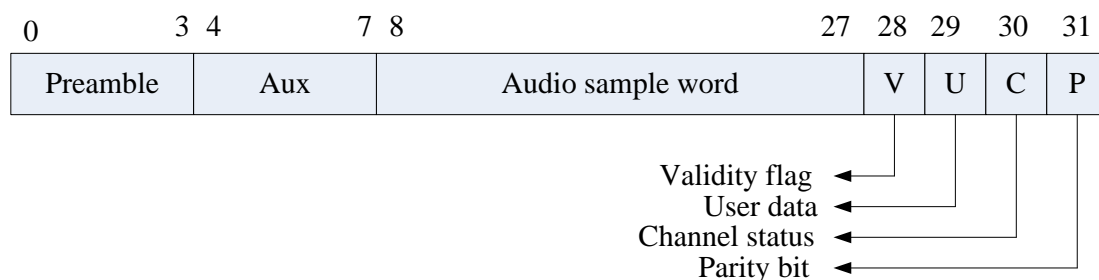 0 3 4 7 8 27 28 29 30 31
Preamble Aux Audio sample word V U C P
Validity flag
User data
Channel status
Parity bit